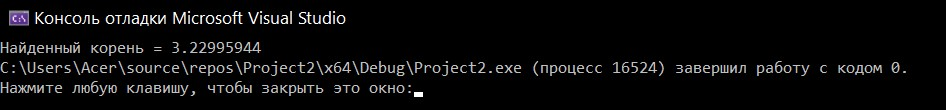 Консоль отладки Microsoft Visual Studio
Найденный корень = 3.22995944
C:\Users\Acer\source\repos\Project2\x64\Debug\Project2.exe (процесс 16524) завершил работу с кодом 0.
Нажмите любую клавишу, чтобы закрыть это окно: